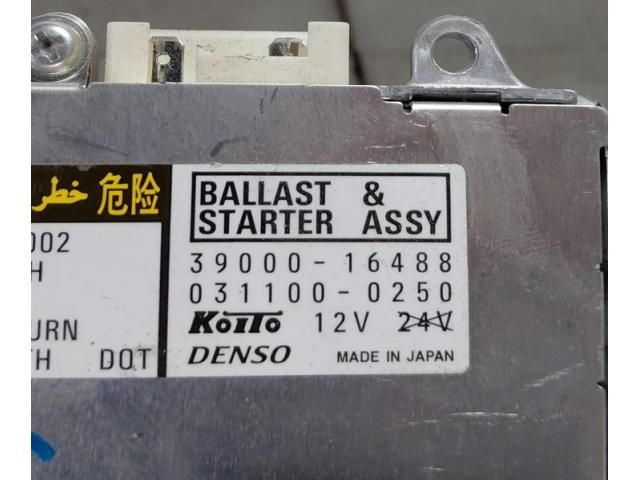 خطر 危险
002
H
URN
TH DOT
BALLAST &
STARTER ASSY
39000-16488
031100-0250
KOITO 12V 24V
DENSO MADE IN JAPAN